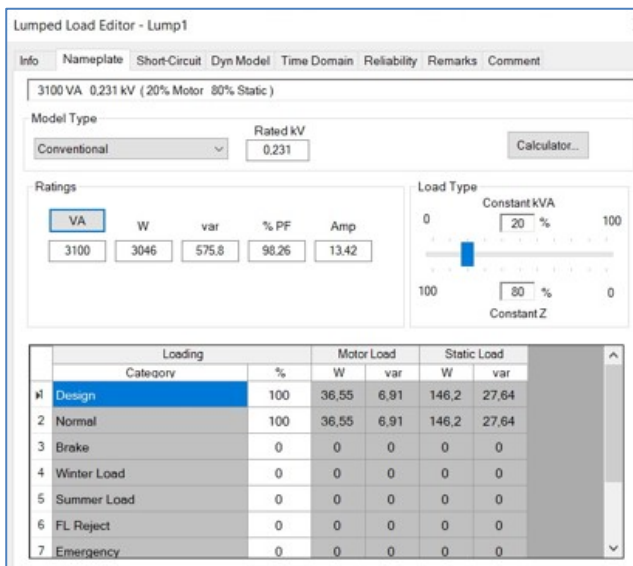 Lumped Load Editor - Lump1
Info Nameplate Short-Circuit Dyn Model Time Domain Reliability Remarks Comment
3100 VA 0,231 kV ( 20% Motor 80% Static )
Model Type
Rated kV
Conventional 0,231 Calculator...
Ratings
Load Type
Constant kVA
VA W var % PF Amp
0 20 % 100
3100 3046 575,8 98,26 13,42
100 80 % 0
Constant Z
Loading Motor Load Static Load
Category % W var W var
1 Design 100 36,55 6,91 146,2 27,64
2 Normal 100 36,55 6,91 146,2 27,64
3 Brake 0 0 0 0 0
4 Winter Load 0 0 0 0 0
5 Summer Load 0 0 0 0 0
6 FL Reject 0 0 0 0 0
7 Emergency 0 0 0 0 0